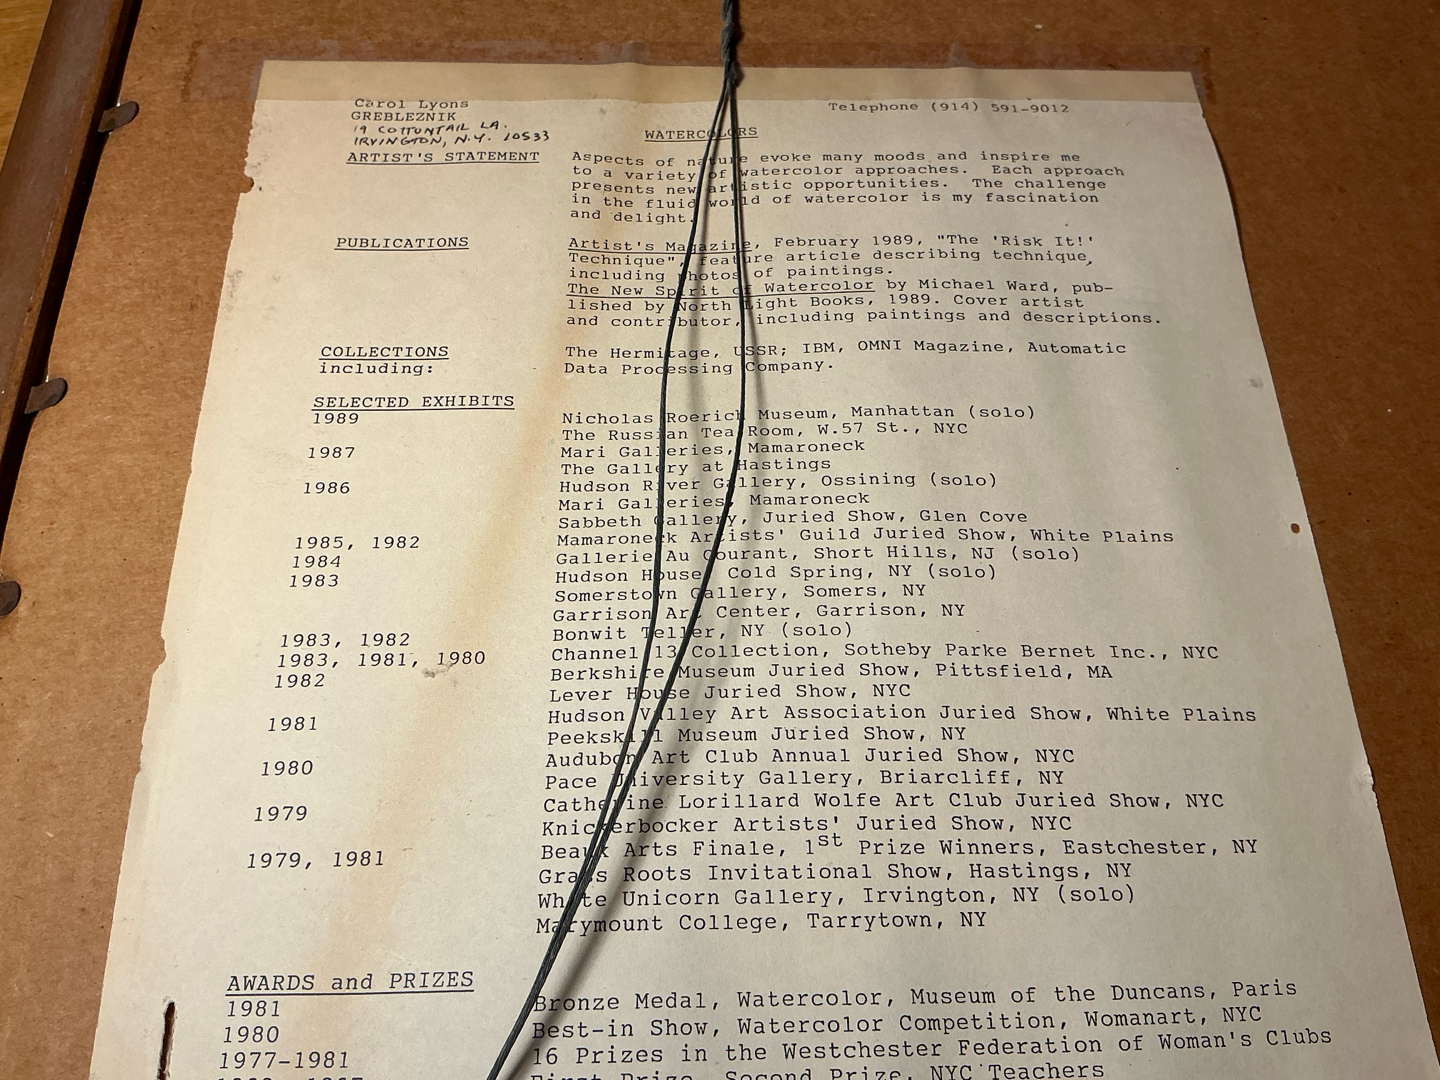 Carol Lyons
GREBLEZNIK
19 COTTONTAIL LA.
IRVINGTON, N.Y. 10533
Telephone (914) 591-9012
WATERCOLORS
ARTIST'S STATEMENT
Aspects of nature evoke many moods and inspire me
to a variety of watercolor approaches. Each approach
presents new artistic opportunities. The challenge
in the fluid world of watercolor is my fascination
and delight.
PUBLICATIONS
Artist's Magazine, February 1989, "The 'Risk It!'
Technique", feature article describing technique,
including photos of paintings.
The New Spirit of Watercolor by Michael Ward, pub-
lished by North Light Books, 1989. Cover artist
and contributor, including paintings and descriptions.
COLLECTIONS
including:
The Hermitage, USSR; IBM, OMNI Magazine, Automatic
Data Processing Company.
SELECTED EXHIBITS
1989 Nicholas Roerich Museum, Manhattan (solo)
The Russian Tea Room, W.57 St., NYC
1987 Mari Galleries, Mamaroneck
The Gallery at Hastings
1986 Hudson River Gallery, Ossining (solo)
Mari Galleries, Mamaroneck
Sabbeth Gallery, Juried Show, Glen Cove
1985, 1982 Mamaroneck Artists' Guild Juried Show, White Plains
1984 Gallerie Au Courant, Short Hills, NJ (solo)
1983 Hudson House, Cold Spring, NY (solo)
Somerstown Gallery, Somers, NY
Garrison Art Center, Garrison, NY
Bonwit Teller, NY (solo)
1983, 1982 Channel 13 Collection, Sotheby Parke Bernet Inc., NYC
1983, 1981, 1980 Berkshire Museum Juried Show, Pittsfield, MA
1982 Lever House Juried Show, NYC
Hudson Valley Art Association Juried Show, White Plains
1981 Peekskill Museum Juried Show, NY
Audubon Art Club Annual Juried Show, NYC
1980 Pace University Gallery, Briarcliff, NY
Catherine Lorillard Wolfe Art Club Juried Show, NYC
1979 Knickerbocker Artists' Juried Show, NYC
Beaux Arts Finale, 1st Prize Winners, Eastchester, NY
1979, 1981 Grass Roots Invitational Show, Hastings, NY
White Unicorn Gallery, Irvington, NY (solo)
Marymount College, Tarrytown, NY
AWARDS and PRIZES
1981 Bronze Medal, Watercolor, Museum of the Duncans, Paris
1980 Best-in Show, Watercolor Competition, Womanart, NYC
1977-1981 16 Prizes in the Westchester Federation of Woman's Clubs
First Prize, Second Prize, NYC Teachers